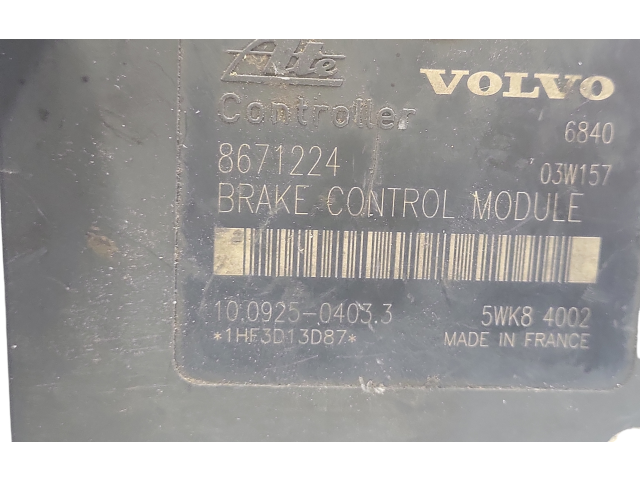 Ate VOLVO
Controller 6840
8671224 03W157
BRAKE CONTROL MODULE
10.0925-0403.3 5WK8 4002
*1HF3D13D87* MADE IN FRANCE